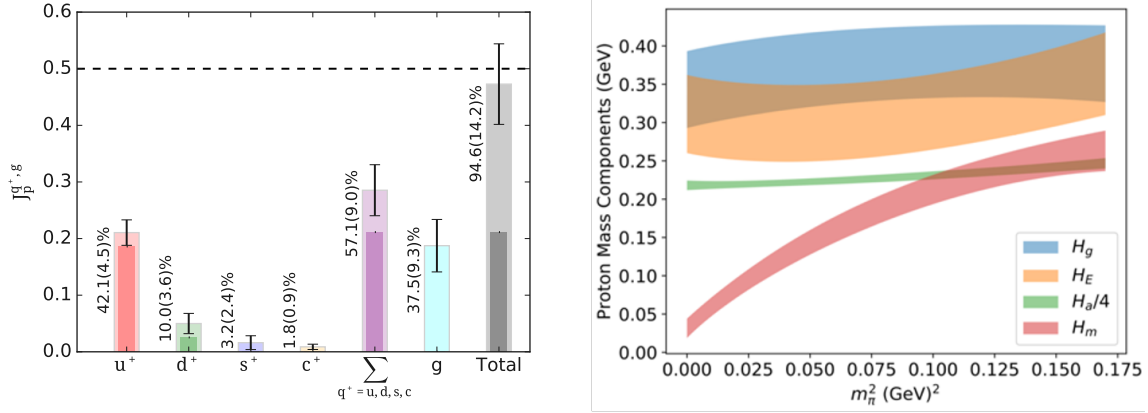 0.6
0.5
0.4
0.3
0.2
0.1
0.0
J_p^{q^+,g}
42.1(4.5)%
10.0(3.6)%
3.2(2.4)%
1.8(0.9)%
57.1(9.0)%
37.5(9.3)%
94.6(14.2)%
u⁺ d⁺ s⁺ c⁺ ∑ g Total
q⁺ = u, d, s, c
Proton Mass Components (GeV)
0.40
0.35
0.30
0.25
0.20
0.15
0.10
0.05
0.00
H_g
H_E
H_a/4
H_m
0.000 0.025 0.050 0.075 0.100 0.125 0.150 0.175
m_π^2 (GeV)²